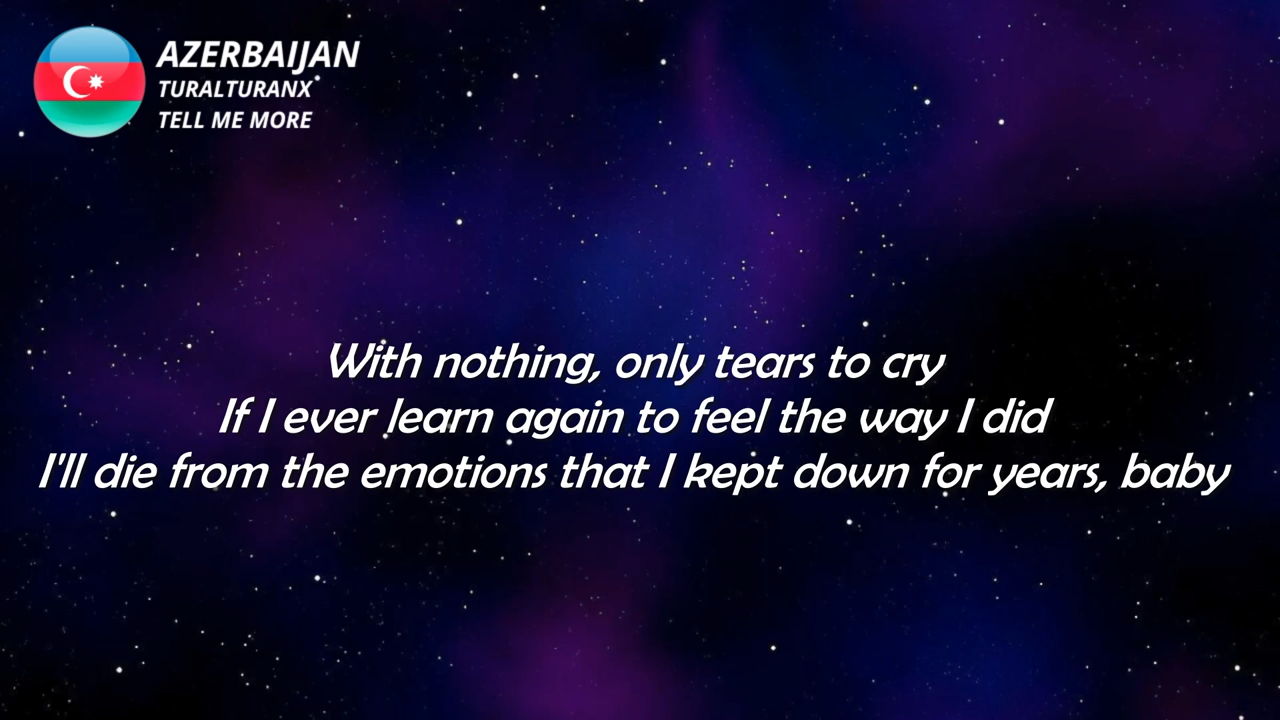 AZERBAIJAN
TURALTURANX
TELL ME MORE
With nothing, only tears to cry
If I ever learn again to feel the way I did
I'll die from the emotions that I kept down for years, baby